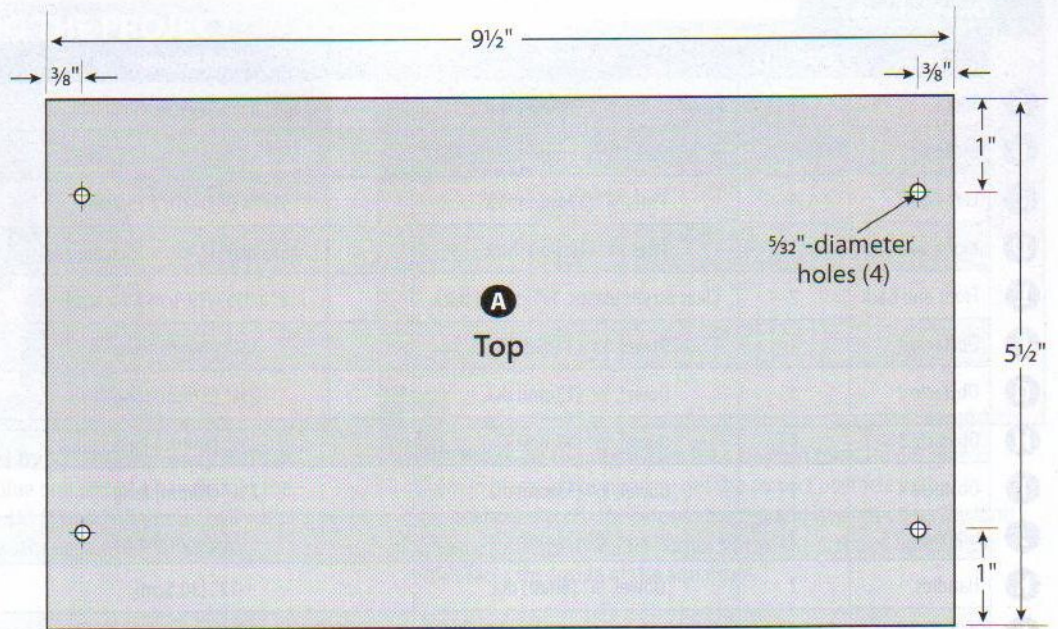 9½"
⅜"
⅜"
1"
5⁄32"-diameter
holes (4)
A
Top
5½"
1"